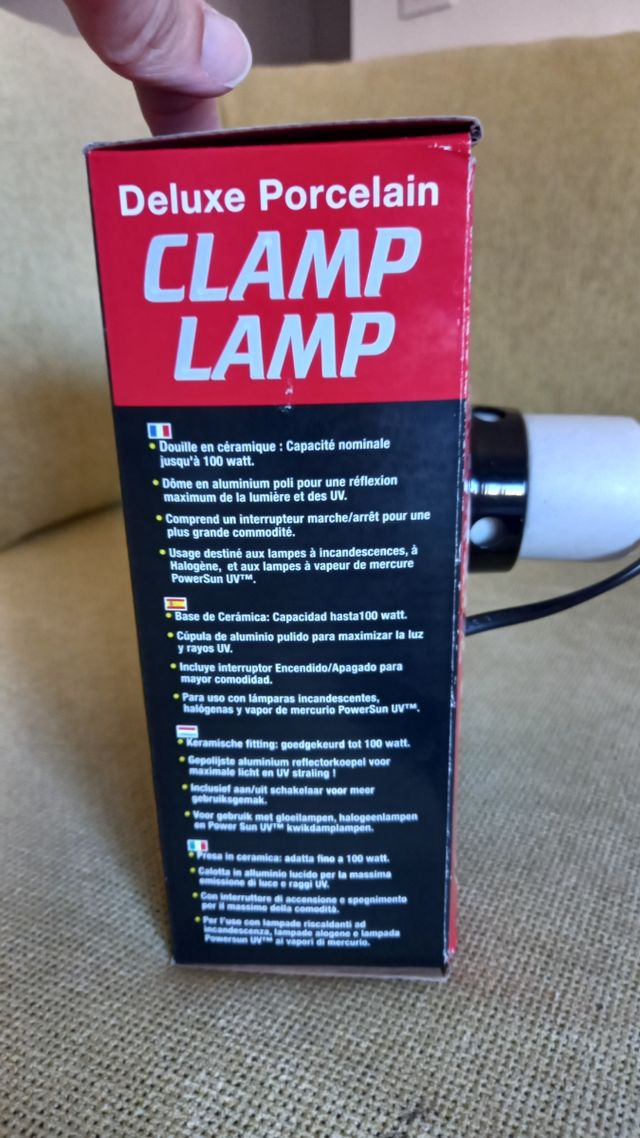 Deluxe Porcelain
CLAMP
LAMP
• Douille en céramique : Capacité nominale
jusqu'à 100 watt.
• Dôme en aluminium poli pour une réflection
maximum de la lumière et des UV.
• Comprend un interrupteur marche/arrêt pour une
plus grande commodité.
• Usage destiné aux lampes à incandescences, à
Halogène, et aux lampes à vapeur de mercure
PowerSun UV™.
• Base de Cerámica: Capacidad hasta100 watt.
• Cúpula de aluminio pulido para maximizar la luz
y rayos UV.
• Incluye interruptor Encendido/Apagado para
mayor comodidad.
• Para uso con lámparas incandescentes,
halógenas y vapor de mercurio PowerSun UV™.
• Keramische fitting: goedgekeurd tot 100 watt.
• Gepolijste aluminium reflectorkoepel voor
maximale licht en UV straling !
• Inclusief aan/uit schakelaar voor meer
gebruiksgemak.
• Voor gebruik met gloeilampen, halogeenlampen
en Power Sun UV™ kwikdamplampen.
• Presa in ceramica: adatta fino a 100 watt.
• Calotta in alluminio lucido per la massima
emissione di luce e raggi UV.
• Con interruttore di accensione e spegnimento
per il massimo della comodità.
• Per l'uso con lampade riscaldanti ad
incandescenza, lampade alogene e lampada
Powersun UV™ ai vapori di mercurio.